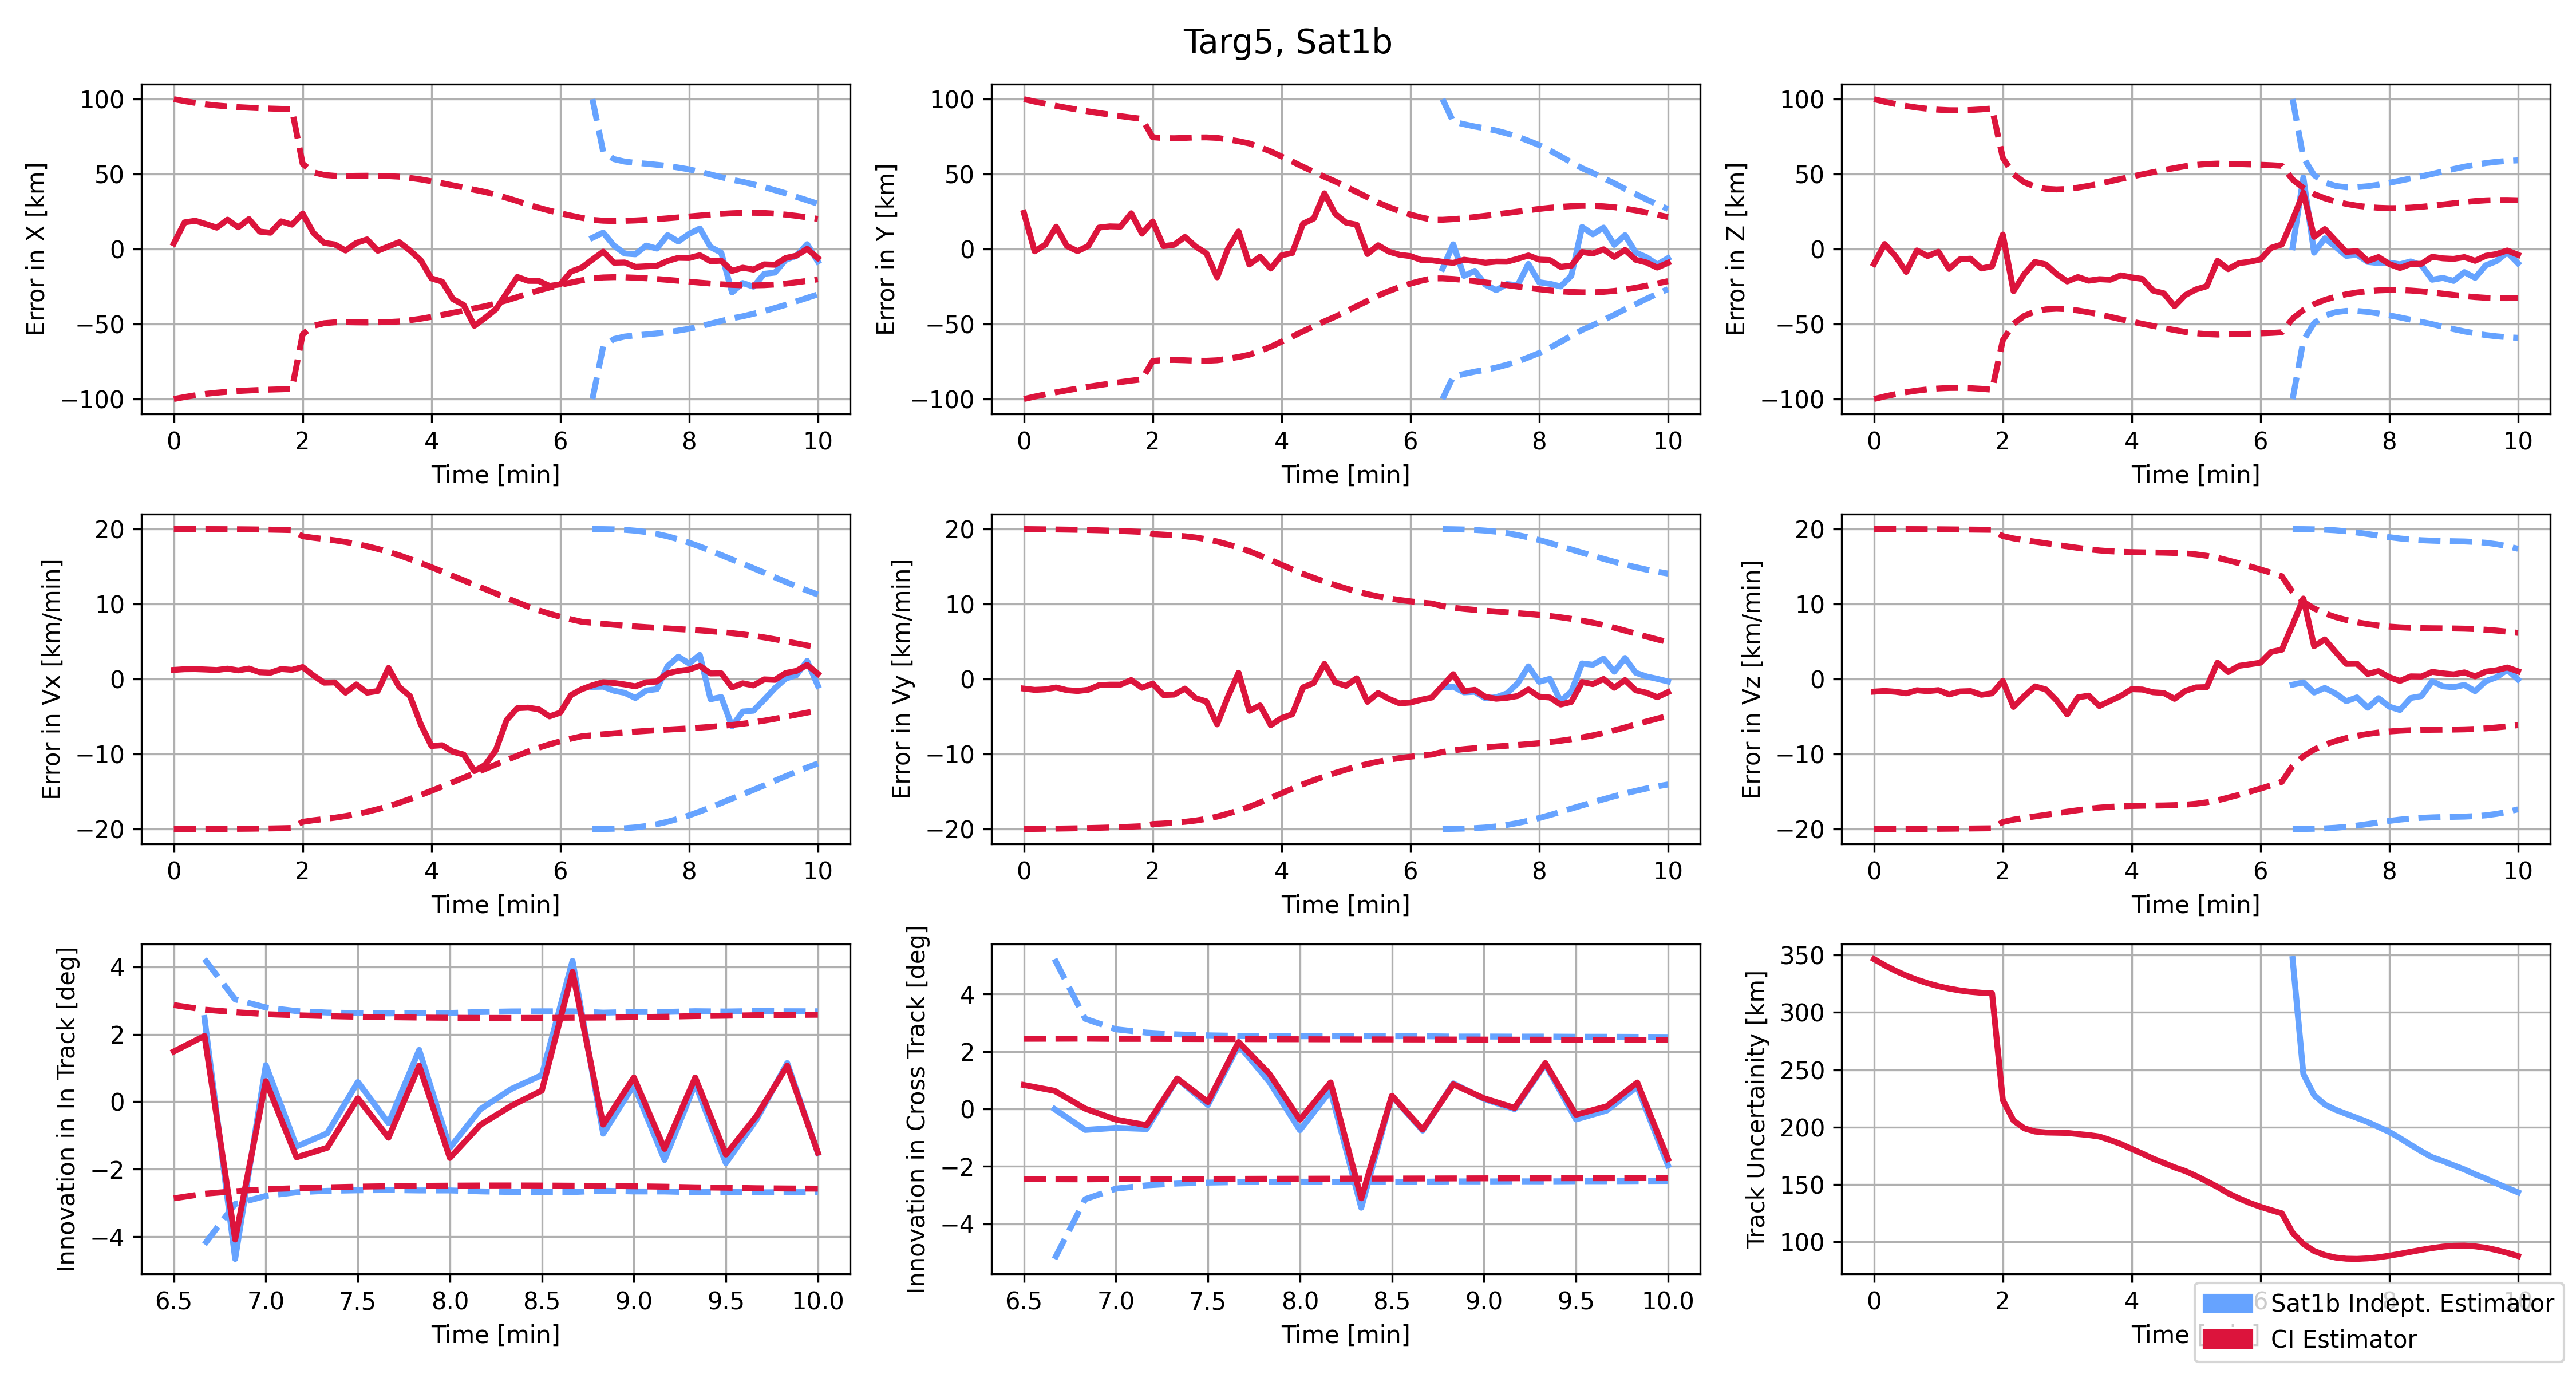 Targ5, Sat1b
100
50
0
−50
−100
Error in X [km]
0 2 4 6 8 10
Time [min]
100
50
0
−50
−100
Error in Y [km]
0 2 4 6 8 10
Time [min]
100
50
0
−50
−100
Error in Z [km]
0 2 4 6 8 10
Time [min]
20
10
0
−10
−20
Error in Vx [km/min]
0 2 4 6 8 10
Time [min]
20
10
0
−10
−20
Error in Vy [km/min]
0 2 4 6 8 10
Time [min]
20
10
0
−10
−20
Error in Vz [km/min]
0 2 4 6 8 10
Time [min]
4
2
0
−2
−4
Innovation in In Track [deg]
6.5 7.0 7.5 8.0 8.5 9.0 9.5 10.0
Time [min]
4
2
0
−2
−4
Innovation in Cross Track [deg]
6.5 7.0 7.5 8.0 8.5 9.0 9.5 10.0
Time [min]
350
300
250
200
150
100
Track Uncertainity [km]
0 2 4 6 8 10
Time [min]
Sat1b Indept. Estimator
CI Estimator